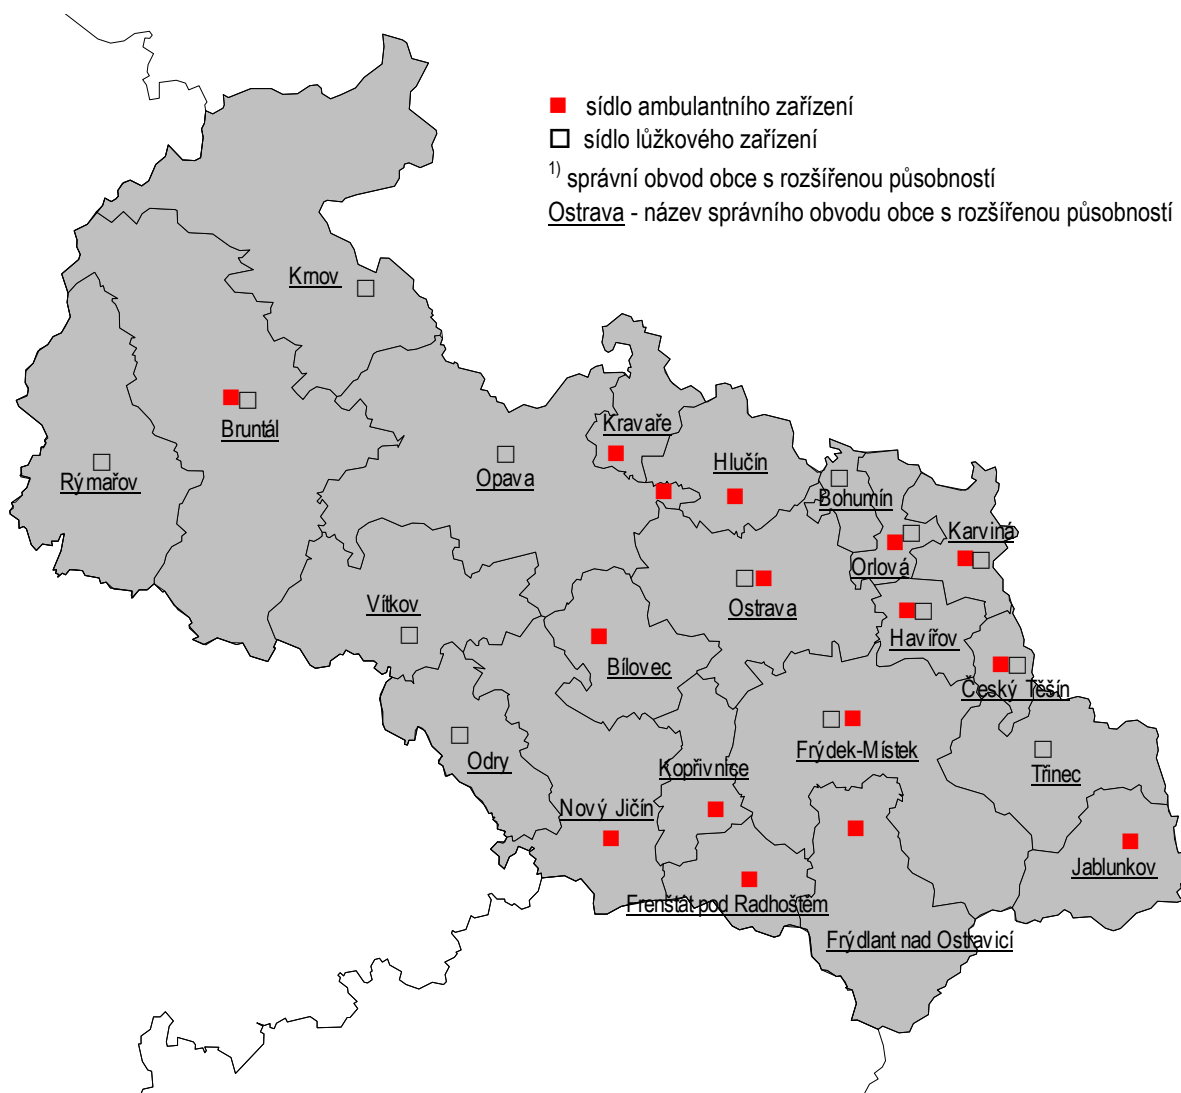 sídlo ambulantního zařízení
sídlo lůžkového zařízení
1) správní obvod obce s rozšířenou působností
Ostrava - název správního obvodu obce s rozšířenou působností
Krnov
Kravaře
Bruntál
Hlučín
Rýmařov
Opava
Bohumín
Karviná
Orlová
Vítkov
Ostrava
Havířov
Bílovec
Český Těšín
Odry
Frýdek-Místek
Kopřivnice
Třinec
Nový Jičín
Jablunkov
Frenštát pod Radhoštěm
Frýdlant nad Ostravicí